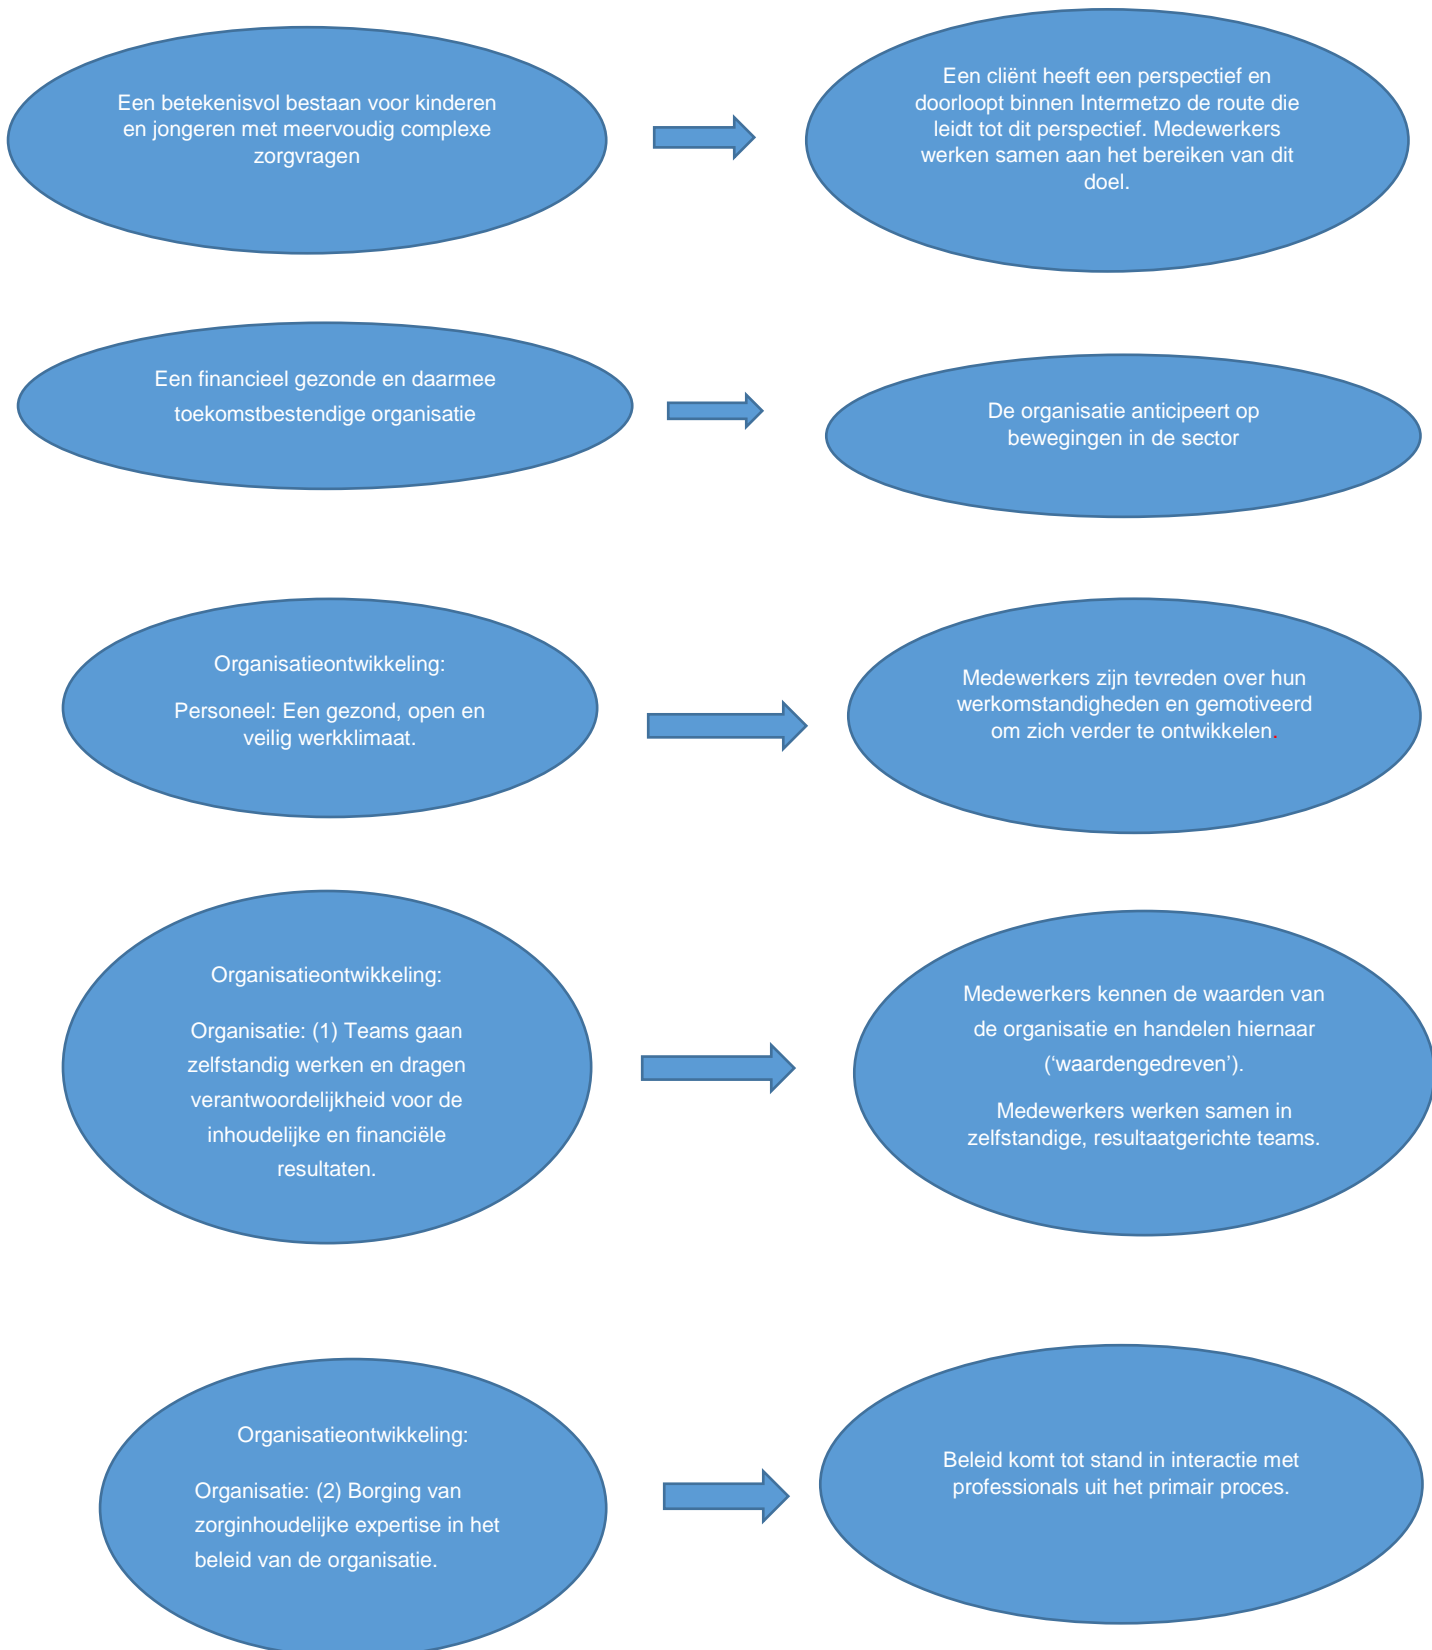 Een betekenisvol bestaan voor kinderen
en jongeren met meervoudig complexe
zorgvragen
Een cliënt heeft een perspectief en
doorloopt binnen Intermetzo de route die
leidt tot dit perspectief. Medewerkers
werken samen aan het bereiken van dit
doel.
Een financieel gezonde en daarmee
toekomstbestendige organisatie
De organisatie anticipeert op
bewegingen in de sector
Organisatieontwikkeling:
Personeel: Een gezond, open en
veilig werkklimaat.
Medewerkers zijn tevreden over hun
werkomstandigheden en gemotiveerd
om zich verder te ontwikkelen.
Organisatieontwikkeling:
Organisatie: (1) Teams gaan
zelfstandig werken en dragen
verantwoordelijkheid voor de
inhoudelijke en financiële
resultaten.
Medewerkers kennen de waarden van
de organisatie en handelen hiernaar
(‘waardengedreven’).
Medewerkers werken samen in
zelfstandige, resultaatgerichte teams.
Organisatieontwikkeling:
Organisatie: (2) Borging van
zorginhoudelijke expertise in het
beleid van de organisatie.
Beleid komt tot stand in interactie met
professionals uit het primair proces.